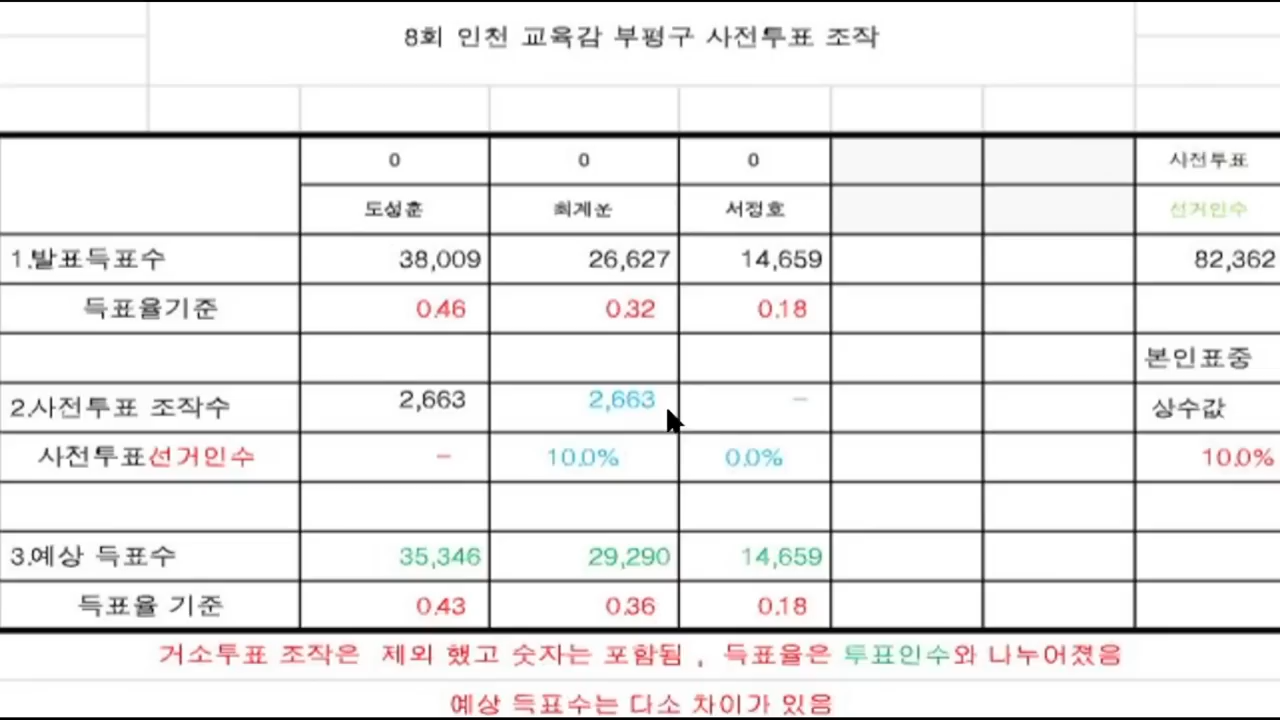 8회 인천 교육감 부평구 사전투표 조작
0 0 0 사전투표
도성훈 최계운 서정호 선거인수
1.발표득표수 38,009 26,627 14,659 82,362
득표율기준 0.46 0.32 0.18
본인표중
2.사전투표 조작수 2,663 2,663 – 상수값
사전투표선거인수 – 10.0% 0.0% 10.0%
3.예상 득표수 35,346 29,290 14,659
득표율 기준 0.43 0.36 0.18
거소투표 조작은 제외 했고 숫자는 포함됨 , 득표율은 투표인수와 나누어졌음
예상 득표수는 다소 차이가 있음